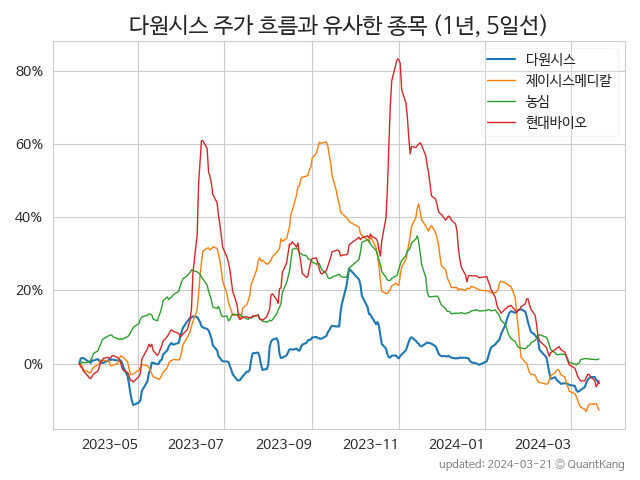 다원시스 주가 흐름과 유사한 종목 (1년, 5일선)
다원시스
제이시스메디칼
농심
현대바이오
80%
60%
40%
20%
0%
2023-05 2023-07 2023-09 2023-11 2024-01 2024-03
updated: 2024-03-21 © QuantKang